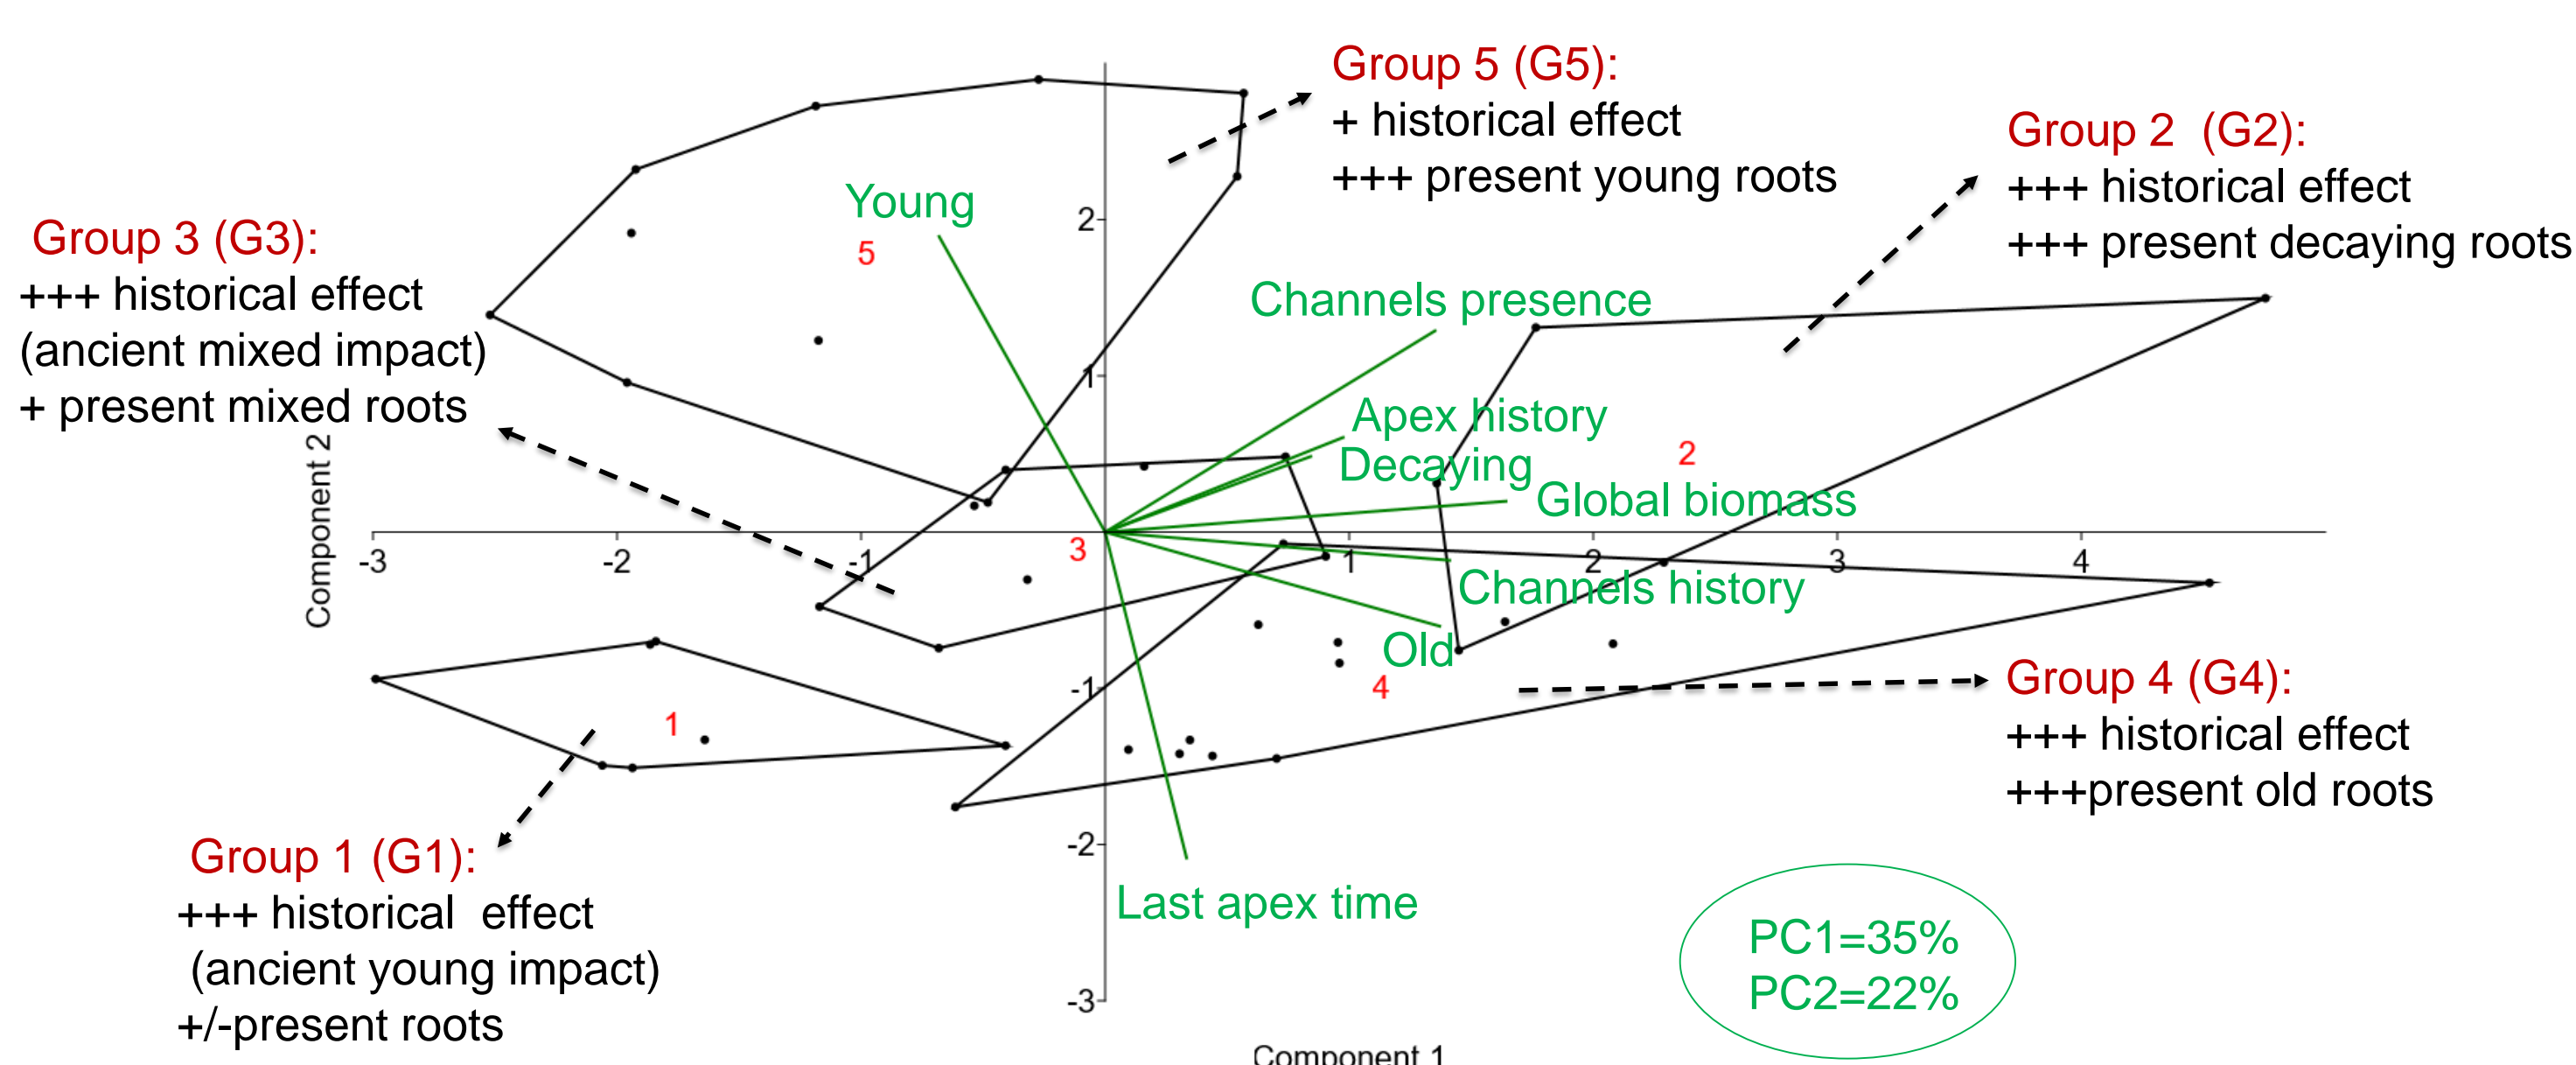 Group 5 (G5):
+ historical effect
+++ present young roots
Group 2 (G2):
+++ historical effect
+++ present decaying roots
Young
5
2
Group 3 (G3):
+++ historical effect
(ancient mixed impact)
+ present mixed roots
Channels presence
1
Apex history
Decaying
2
Global biomass
Component 2
-3
-2
-1
3
1
2
3
4
Channels history
Old
-1
4
1
Group 4 (G4):
+++ historical effect
+++present old roots
-2
Group 1 (G1):
+++ historical effect
(ancient young impact)
+/-present roots
Last apex time
PC1=35%
PC2=22%
-3
Component 1